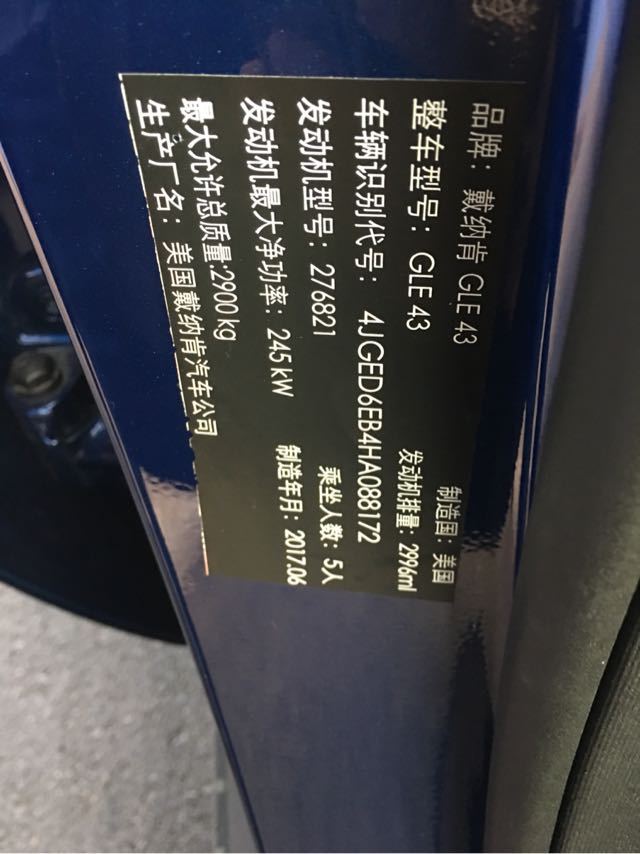 品牌：戴纳肯 GLE 43 制造国：美国
整车型号：GLE 43 发动机排量：2996ml
车辆识别代号：4JGED6EB4HA088172
发动机型号：276821 乘坐人数：5人
发动机最大净功率：245 kW 制造年月：2017.06
最大允许总质量:2900kg
生产厂名：美国戴纳肯汽车公司